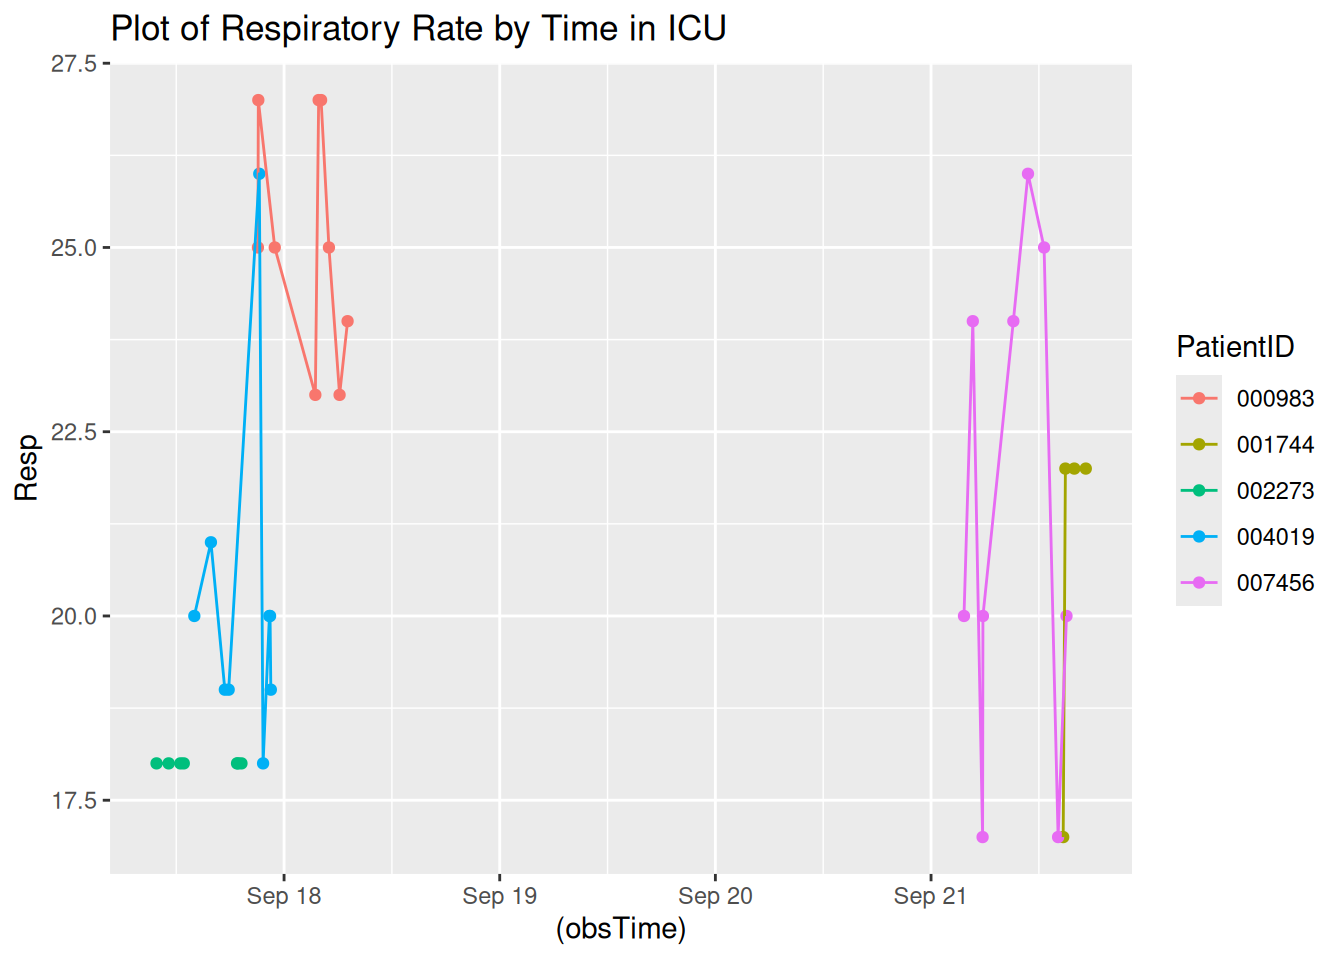 Plot of Respiratory Rate by Time in ICU
27.5
25.0
22.5
20.0
17.5
Resp
Sep 18
Sep 19
Sep 20
Sep 21
(obsTime)
PatientID
000983
001744
002273
004019
007456